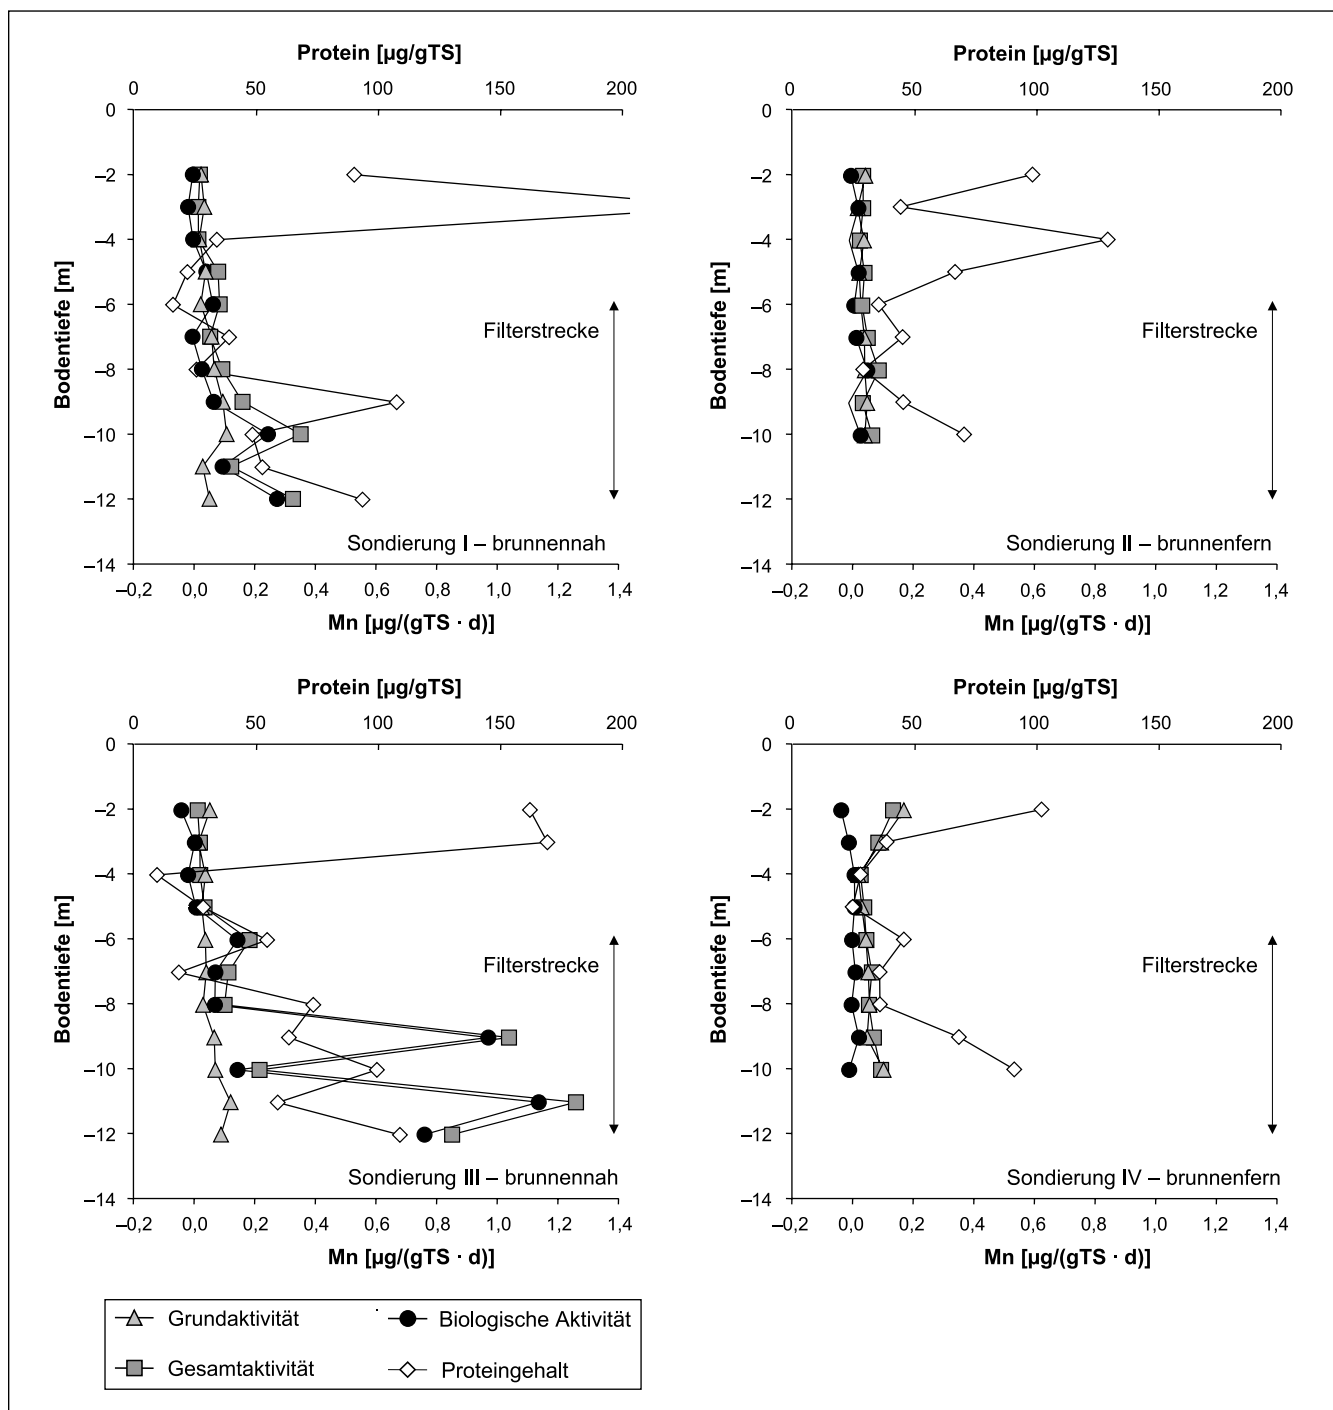 Protein [µg/gTS]
0 50 100 150 200
0
–2
–4
–6
–8
–10
–12
–14
Bodentiefe [m]
Filterstrecke
Sondierung I – brunnennah
–0,2 0,0 0,2 0,4 0,6 0,8 1,0 1,2 1,4
Mn [µg/(gTS · d)]
Protein [µg/gTS]
0 50 100 150 200
0
–2
–4
–6
–8
–10
–12
–14
Bodentiefe [m]
Filterstrecke
Sondierung II – brunnenfern
–0,2 0,0 0,2 0,4 0,6 0,8 1,0 1,2 1,4
Mn [µg/(gTS · d)]
Protein [µg/gTS]
0 50 100 150 200
0
–2
–4
–6
–8
–10
–12
–14
Bodentiefe [m]
Filterstrecke
Sondierung III – brunnennah
–0,2 0,0 0,2 0,4 0,6 0,8 1,0 1,2 1,4
Mn [µg/(gTS · d)]
Protein [µg/gTS]
0 50 100 150 200
0
–2
–4
–6
–8
–10
–12
–14
Bodentiefe [m]
Filterstrecke
Sondierung IV – brunnenfern
–0,2 0,0 0,2 0,4 0,6 0,8 1,0 1,2 1,4
Mn [µg/(gTS · d)]
Grundaktivität
Biologische Aktivität
Gesamtaktivität
Proteingehalt